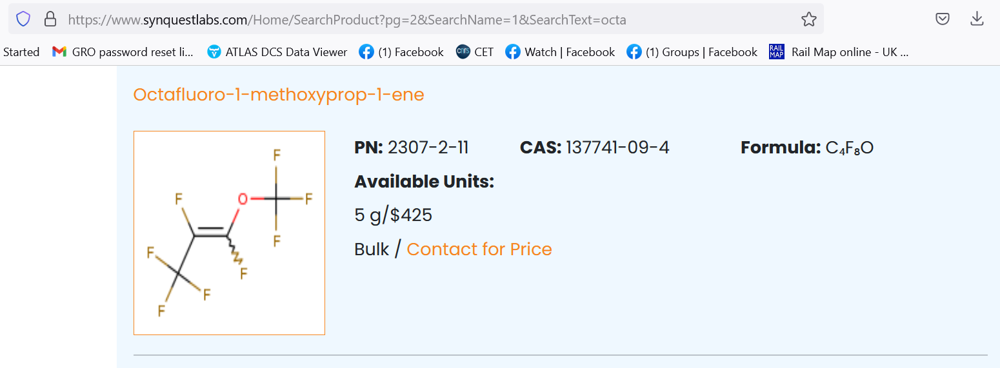 https://www.synquestlabs.com/Home/SearchProduct?pg=2&SearchName=1&SearchText=octa
Started GRO password reset li... ATLAS DCS Data Viewer (1) Facebook cnrs CET Watch | Facebook (1) Groups | Facebook RAIL MAP Rail Map online - UK ...
Octafluoro-1-methoxyprop-1-ene
PN: 2307-2-11 CAS: 137741-09-4 Formula: C₄F₈O
Available Units:
5 g/$425
Bulk / Contact for Price
F
F O F
F
F
F
F
F